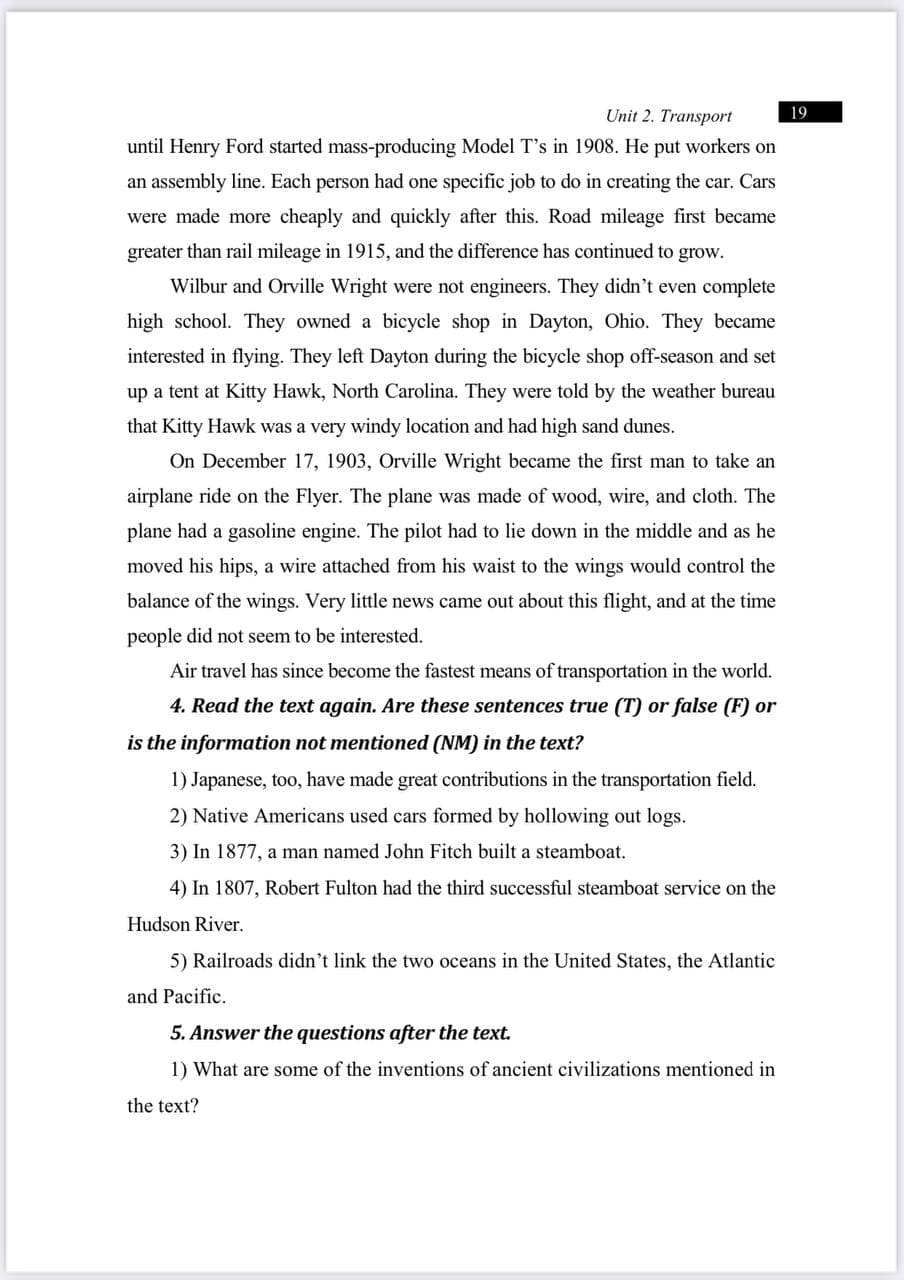 Unit 2. Transport 19
until Henry Ford started mass-producing Model T’s in 1908. He put workers on
an assembly line. Each person had one specific job to do in creating the car. Cars
were made more cheaply and quickly after this. Road mileage first became
greater than rail mileage in 1915, and the difference has continued to grow.
Wilbur and Orville Wright were not engineers. They didn’t even complete
high school. They owned a bicycle shop in Dayton, Ohio. They became
interested in flying. They left Dayton during the bicycle shop off-season and set
up a tent at Kitty Hawk, North Carolina. They were told by the weather bureau
that Kitty Hawk was a very windy location and had high sand dunes.
On December 17, 1903, Orville Wright became the first man to take an
airplane ride on the Flyer. The plane was made of wood, wire, and cloth. The
plane had a gasoline engine. The pilot had to lie down in the middle and as he
moved his hips, a wire attached from his waist to the wings would control the
balance of the wings. Very little news came out about this flight, and at the time
people did not seem to be interested.
Air travel has since become the fastest means of transportation in the world.
4. Read the text again. Are these sentences true (T) or false (F) or
is the information not mentioned (NM) in the text?
1) Japanese, too, have made great contributions in the transportation field.
2) Native Americans used cars formed by hollowing out logs.
3) In 1877, a man named John Fitch built a steamboat.
4) In 1807, Robert Fulton had the third successful steamboat service on the
Hudson River.
5) Railroads didn’t link the two oceans in the United States, the Atlantic
and Pacific.
5. Answer the questions after the text.
1) What are some of the inventions of ancient civilizations mentioned in
the text?